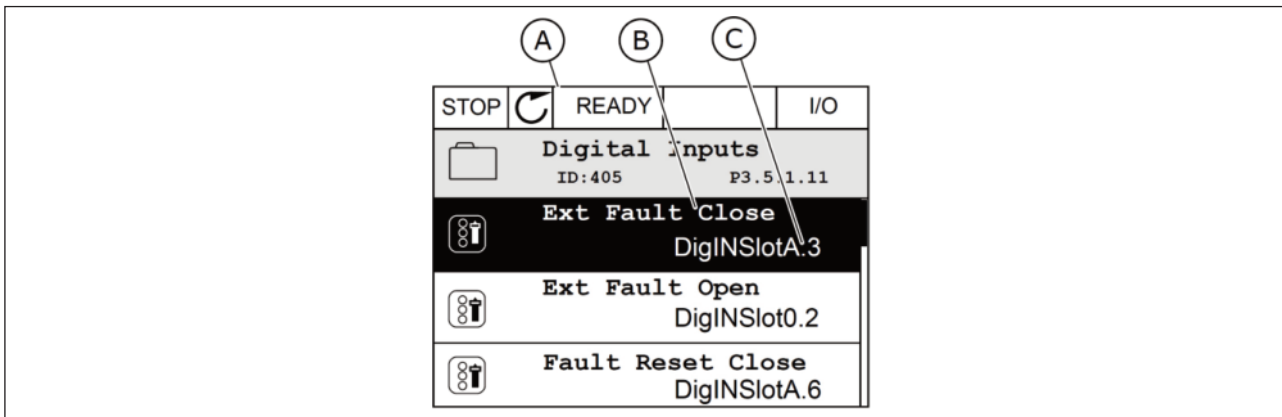 A B C
STOP READY I/O
Digital Inputs
ID:405 P3.5.1.11
Ext Fault Close
DigINSlotA.3
Ext Fault Open
DigINSlot0.2
Fault Reset Close
DigINSlotA.6